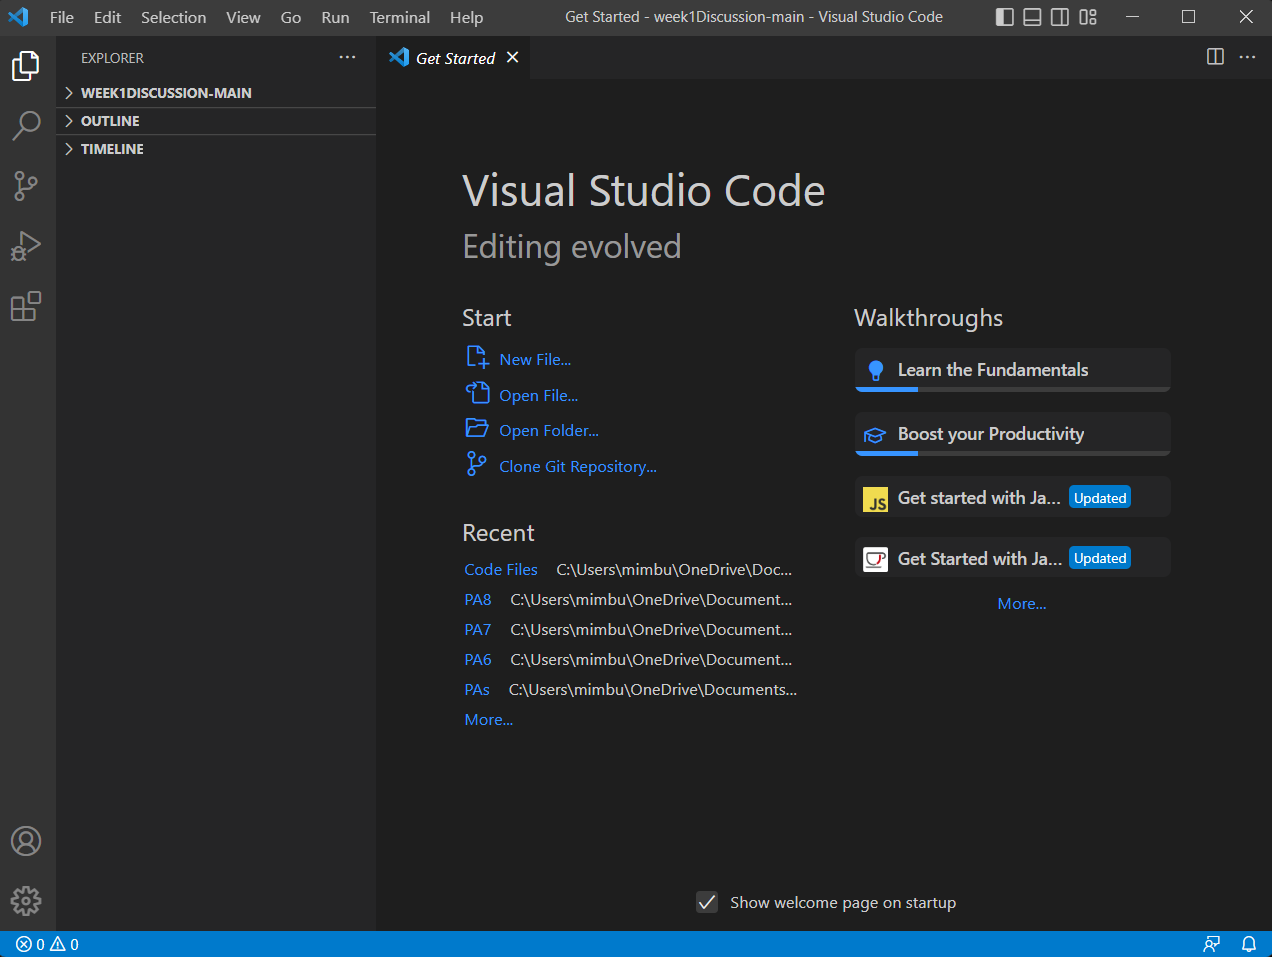 File Edit Selection View Go Run Terminal Help Get Started - week1Discussion-main - Visual Studio Code
EXPLORER
Get Started
WEEK1DISCUSSION-MAIN
OUTLINE
TIMELINE
Visual Studio Code
Editing evolved
Start
New File...
Open File...
Open Folder...
Clone Git Repository...
Recent
Code Files C:\Users\mimbu\OneDrive\Doc...
PA8 C:\Users\mimbu\OneDrive\Document...
PA7 C:\Users\mimbu\OneDrive\Document...
PA6 C:\Users\mimbu\OneDrive\Document...
PAs C:\Users\mimbu\OneDrive\Documents...
More...
Walkthroughs
Learn the Fundamentals
Boost your Productivity
JS Get started with Ja... Updated
Get Started with Ja... Updated
More...
Show welcome page on startup
0 0